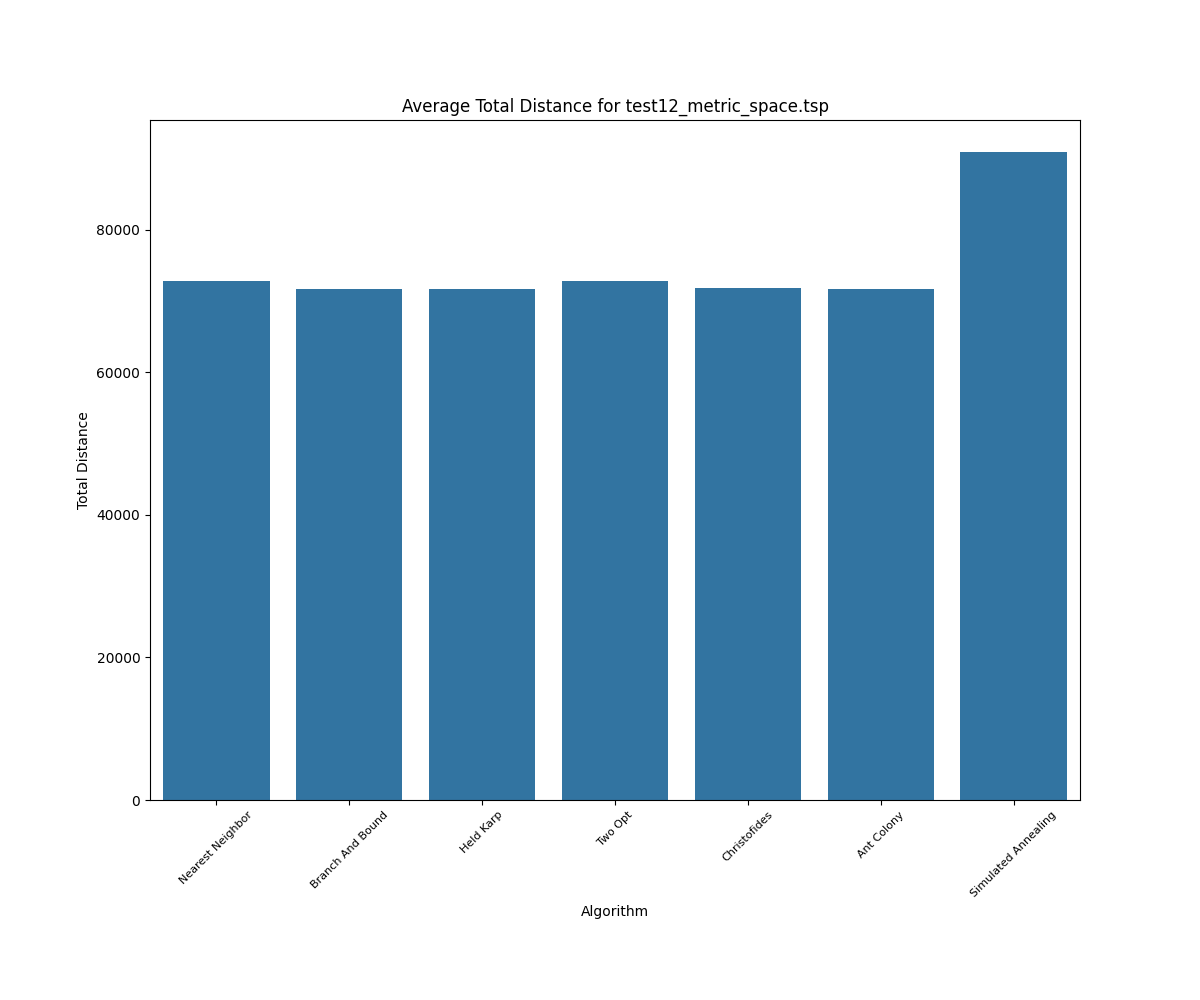 Average Total Distance for test12_metric_space.tsp
Total Distance
80000
60000
40000
20000
0
Nearest Neighbor
Branch And Bound
Held Karp
Two Opt
Christofides
Ant Colony
Simulated Annealing
Algorithm